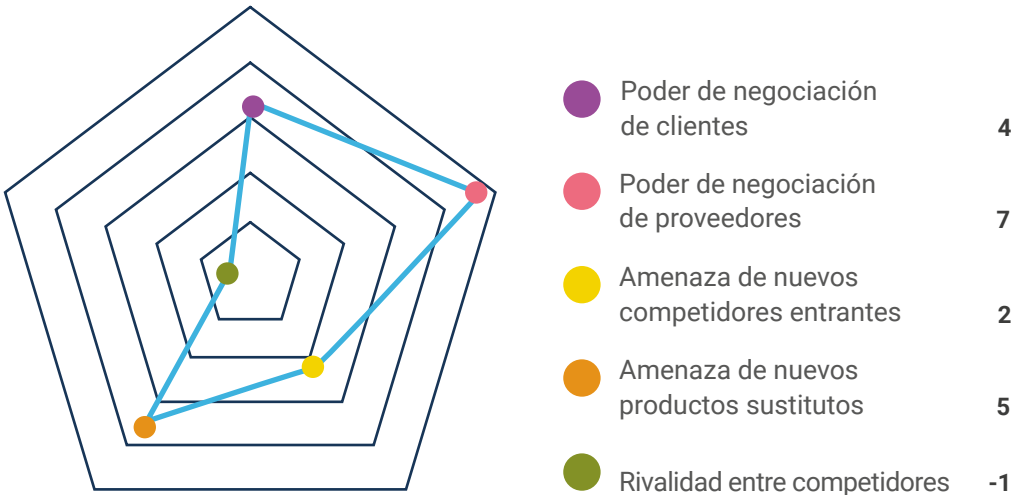 Poder de negociación
de clientes 4
Poder de negociación
de proveedores 7
Amenaza de nuevos
competidores entrantes 2
Amenaza de nuevos
productos sustitutos 5
Rivalidad entre competidores -1